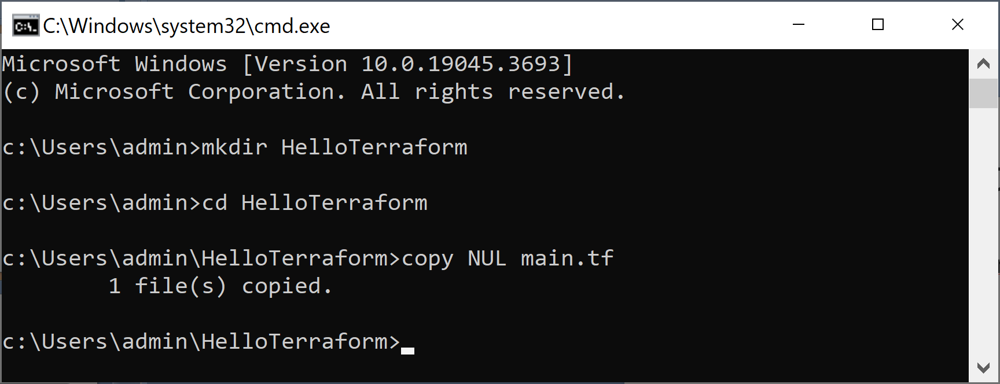 C:\Windows\system32\cmd.exe
Microsoft Windows [Version 10.0.19045.3693]
(c) Microsoft Corporation. All rights reserved.
c:\Users\admin>mkdir HelloTerraform
c:\Users\admin>cd HelloTerraform
c:\Users\admin\HelloTerraform>copy NUL main.tf
        1 file(s) copied.
c:\Users\admin\HelloTerraform>